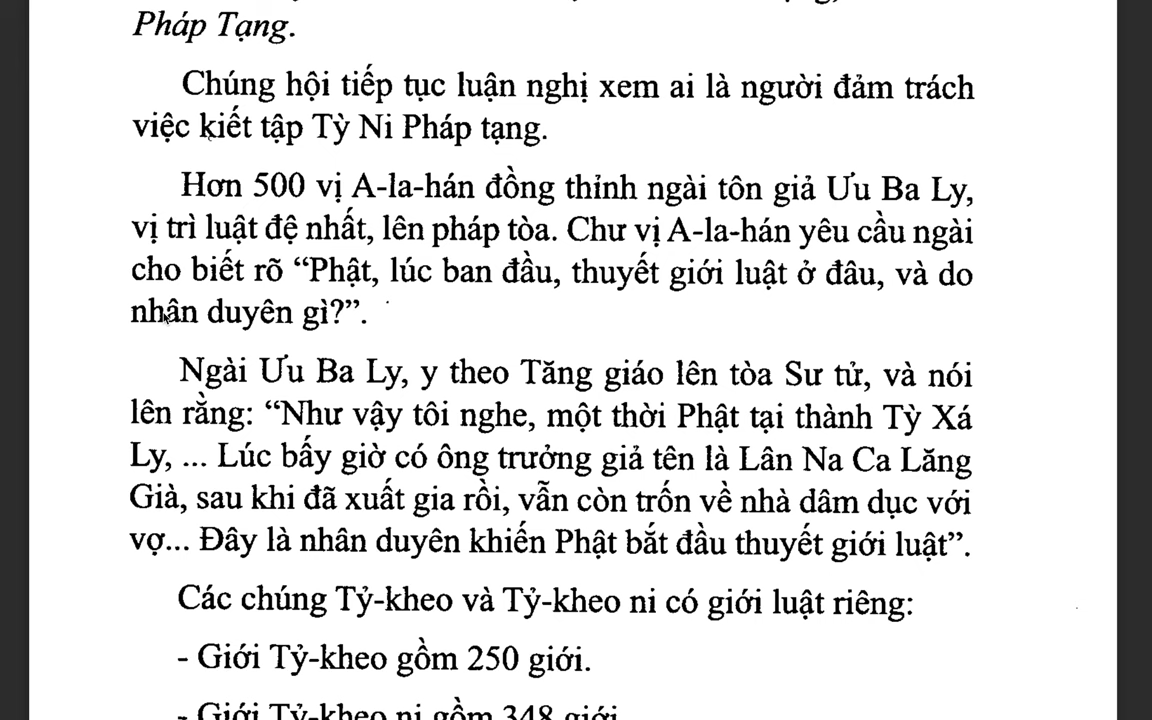 Pháp Tạng.
Chúng hội tiếp tục luận nghị xem ai là người đảm trách
việc kiết tập Tỳ Ni Pháp tạng.
Hơn 500 vị A-la-hán đồng thỉnh ngài tôn giả Ưu Ba Ly,
vị trì luật đệ nhất, lên pháp tòa. Chư vị A-la-hán yêu cầu ngài
cho biết rõ “Phật, lúc ban đầu, thuyết giới luật ở đâu, và do
nhân duyên gì?”.
Ngài Ưu Ba Ly, y theo Tăng giáo lên tòa Sư tử, và nói
lên rằng: “Như vậy tôi nghe, một thời Phật tại thành Tỳ Xá
Ly, ... Lúc bấy giờ có ông trưởng giả tên là Lân Na Ca Lăng
Già, sau khi đã xuất gia rồi, vẫn còn trốn về nhà dâm dục với
vợ... Đây là nhân duyên khiến Phật bắt đầu thuyết giới luật”.
Các chúng Tỷ-kheo và Tỷ-kheo ni có giới luật riêng:
- Giới Tỷ-kheo gồm 250 giới.
- Giới Tỷ-kheo ni gồm 348 giới